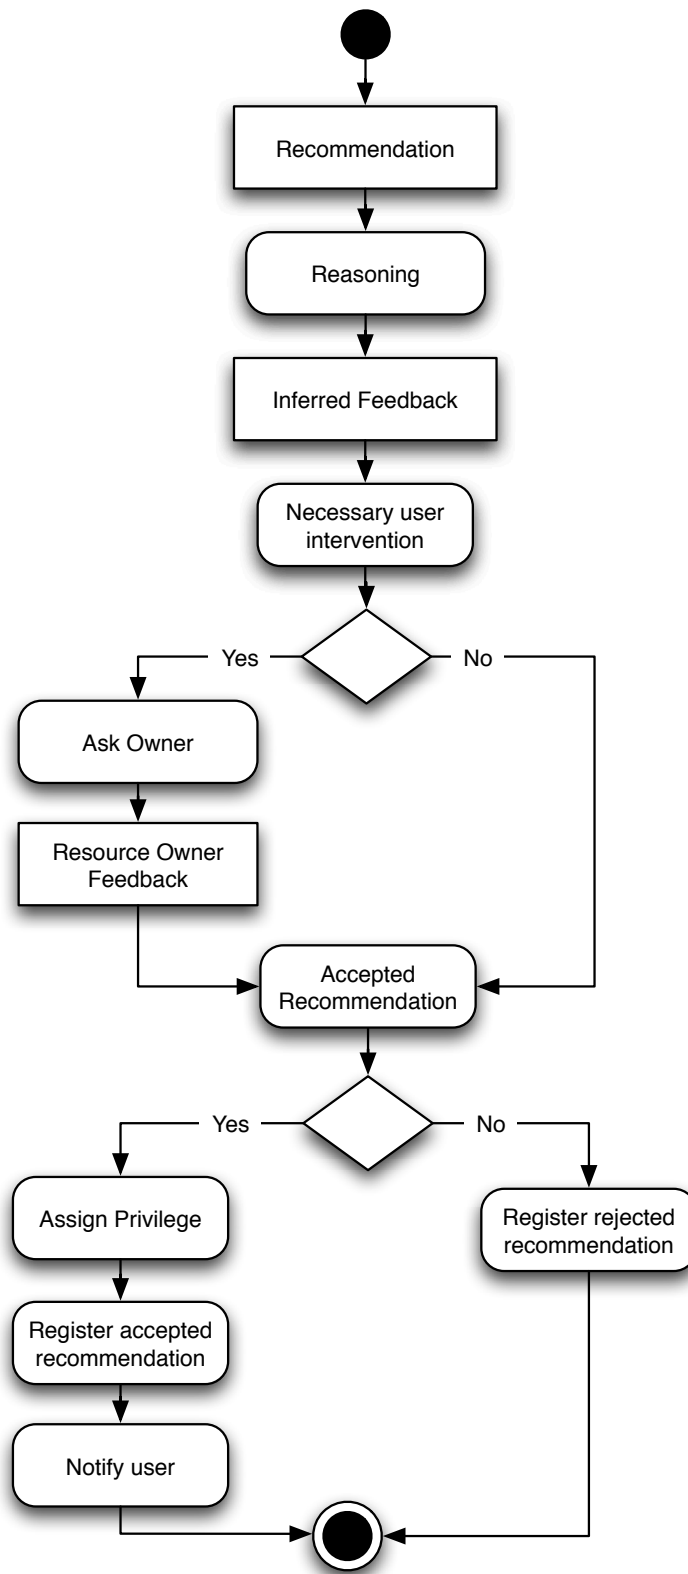 Recommendation
Reasoning
Inferred Feedback
Necessary user
intervention
Yes
No
Ask Owner
Resource Owner
Feedback
Accepted
Recommendation
Yes
No
Assign Privilege
Register rejected
recommendation
Register accepted
recommendation
Notify user